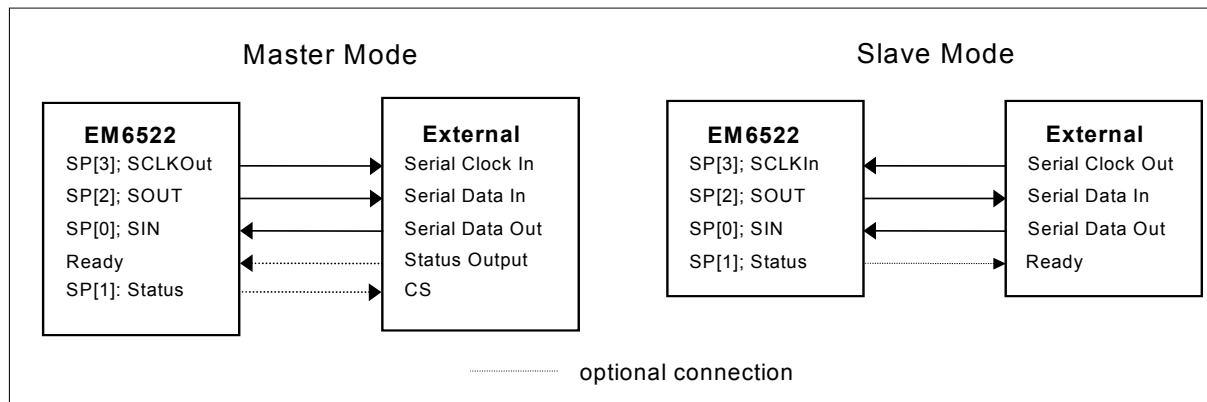 Master Mode
EM6522
SP[3]; SCLKOut
SP[2]; SOUT
SP[0]; SIN
Ready
SP[1]: Status
External
Serial Clock In
Serial Data In
Serial Data Out
Status Output
CS
Slave Mode
EM6522
SP[3]; SCLKIn
SP[2]; SOUT
SP[0]; SIN
SP[1]; Status
External
Serial Clock Out
Serial Data In
Serial Data Out
Ready
optional connection